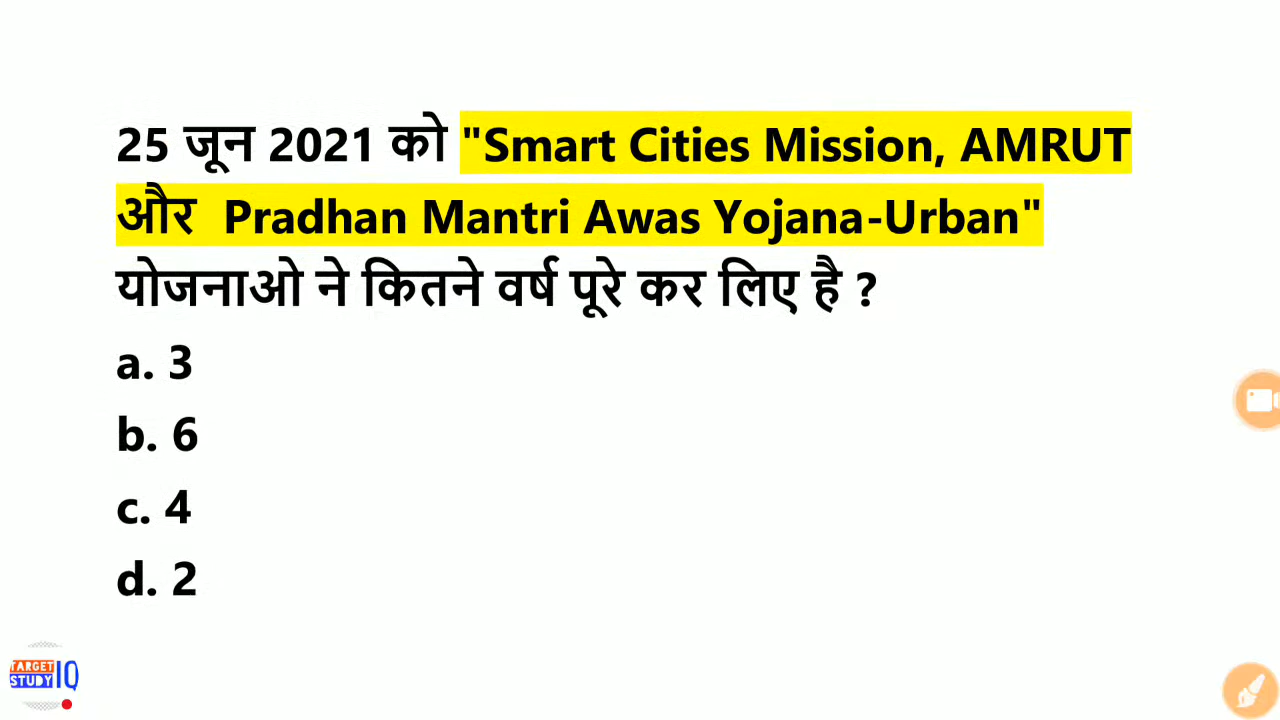 25 जून 2021 को "Smart Cities Mission, AMRUT
और Pradhan Mantri Awas Yojana-Urban"
योजनाओ ने कितने वर्ष पूरे कर लिए है ?
a. 3
b. 6
c. 4
d. 2
TARGET
STUDY IQ